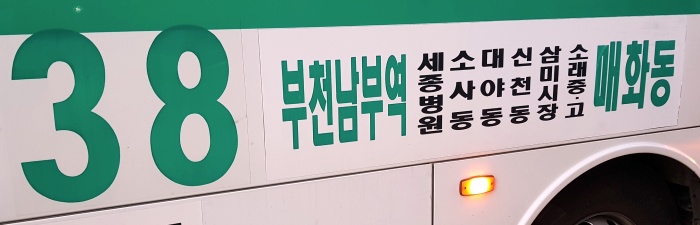 38
부천남부역
세종병원
소사동
대야동
신천동
삼미시장
소래중·고
매화동